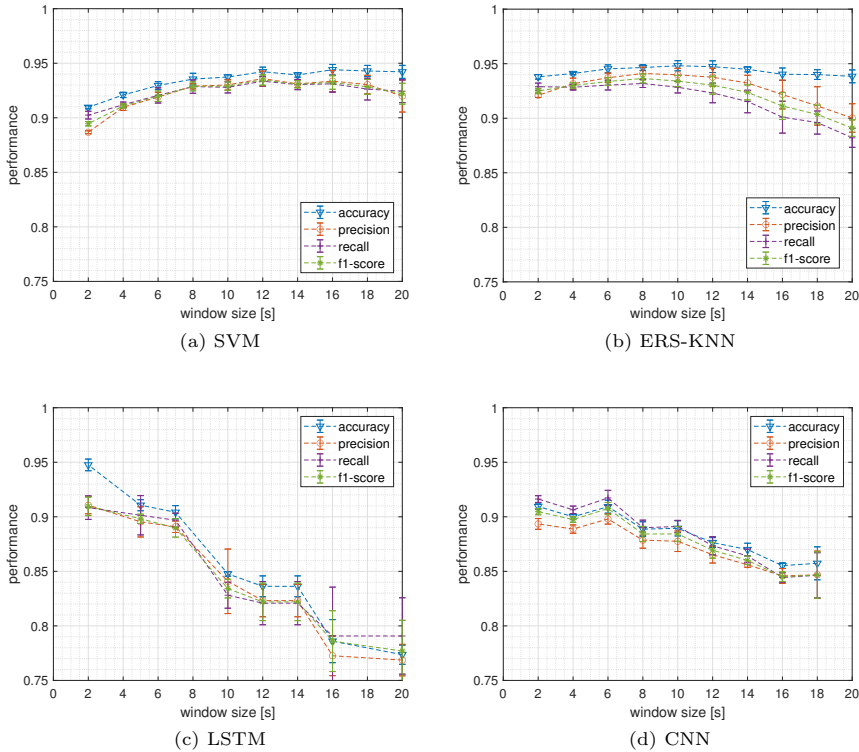 1
0.95
0.9
0.85
0.8
0.75
performance
0 2 4 6 8 10 12 14 16 18 20
window size [s]
accuracy
precision
recall
f1-score
(a) SVM
1
0.95
0.9
0.85
0.8
0.75
performance
0 2 4 6 8 10 12 14 16 18 20
window size [s]
accuracy
precision
recall
f1-score
(b) ERS-KNN
1
0.95
0.9
0.85
0.8
0.75
performance
0 2 4 6 8 10 12 14 16 18 20
window size [s]
accuracy
precision
recall
f1-score
(c) LSTM
1
0.95
0.9
0.85
0.8
0.75
performance
0 2 4 6 8 10 12 14 16 18 20
window size [s]
accuracy
precision
recall
f1-score
(d) CNN